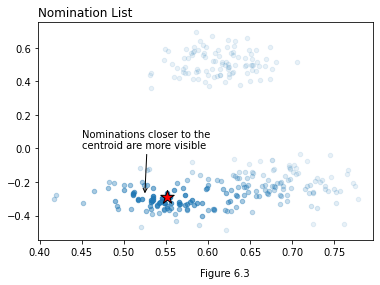 Nomination List
0.6
0.4
0.2
0.0
−0.2
−0.4
Nominations closer to the
centroid are more visible
0.40 0.45 0.50 0.55 0.60 0.65 0.70 0.75
Figure 6.3